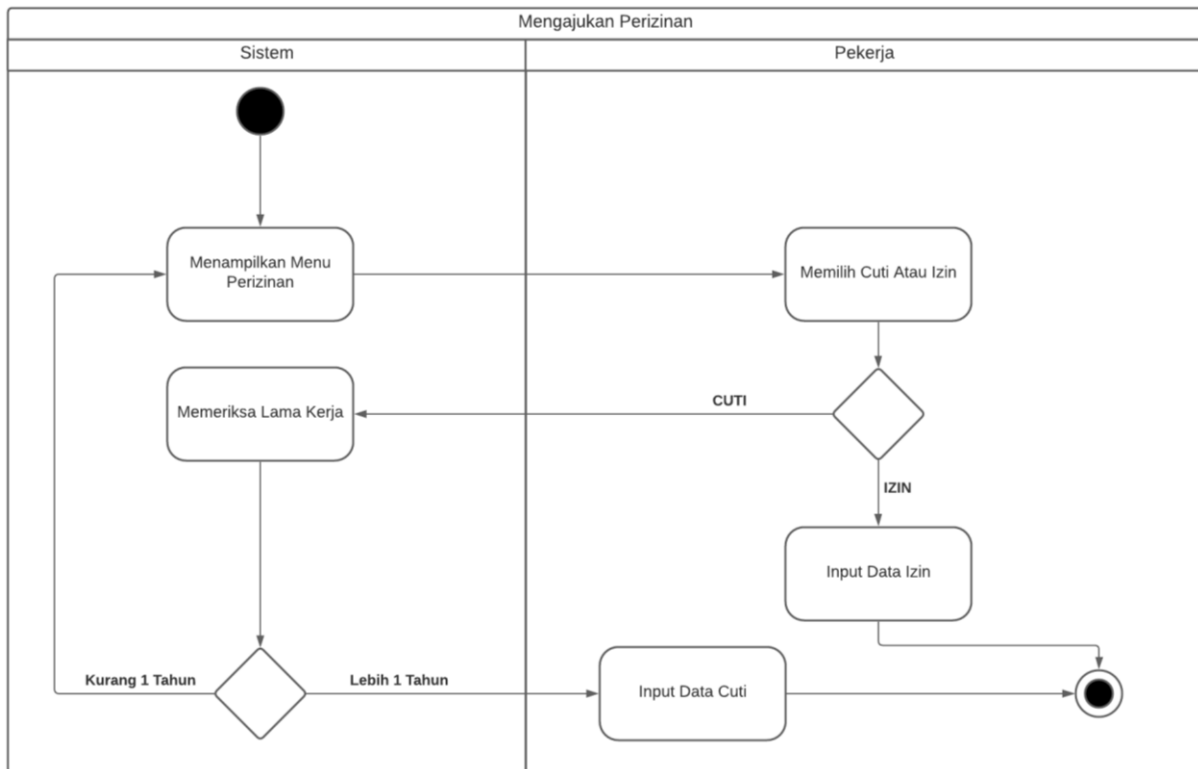 Mengajukan Perizinan
Sistem
Pekerja
Menampilkan Menu
Perizinan
Memilih Cuti Atau Izin
Memeriksa Lama Kerja
CUTI
IZIN
Input Data Izin
Kurang 1 Tahun
Lebih 1 Tahun
Input Data Cuti